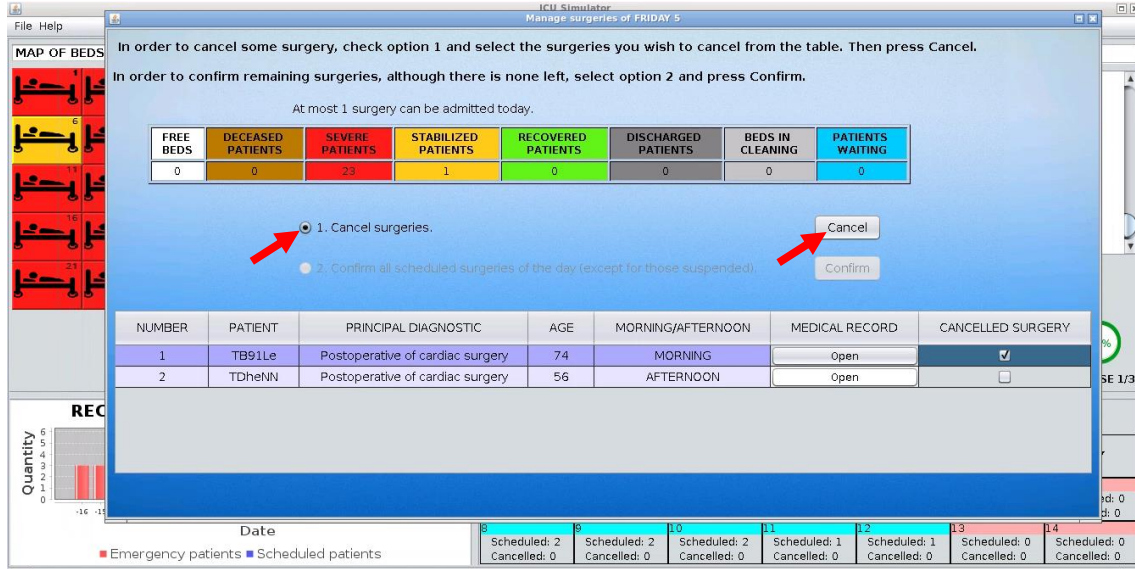 ICU Simulator
File Help
Manage surgeries of FRIDAY 5
MAP OF BEDS
In order to cancel some surgery, check option 1 and select the surgeries you wish to cancel from the table. Then press Cancel.
In order to confirm remaining surgeries, although there is none left, select option 2 and press Confirm.
At most 1 surgery can be admitted today.
FREE BEDS DECEASED PATIENTS SEVERE PATIENTS STABILIZED PATIENTS RECOVERED PATIENTS DISCHARGED PATIENTS BEDS IN CLEANING PATIENTS WAITING
0 0 23 1 0 0 0 0
1
6
11
16
21
1. Cancel surgeries. Cancel
2. Confirm all scheduled surgeries of the day (except for those suspended). Confirm
NUMBER PATIENT PRINCIPAL DIAGNOSTIC AGE MORNING/AFTERNOON MEDICAL RECORD CANCELLED SURGERY
1 TB91Le Postoperative of cardiac surgery 74 MORNING Open
2 TDheNN Postoperative of cardiac surgery 56 AFTERNOON Open
%
SE 1/3
REC
Quantity
6
5
4
3
2
1
0
-16 -15
Date
Emergency patients Scheduled patients
ed: 0
d: 0
8 9 10 11 12 13 14
Scheduled: 2 Scheduled: 2 Scheduled: 2 Scheduled: 1 Scheduled: 1 Scheduled: 0 Scheduled: 0
Cancelled: 0 Cancelled: 0 Cancelled: 0 Cancelled: 0 Cancelled: 0 Cancelled: 0 Cancelled: 0